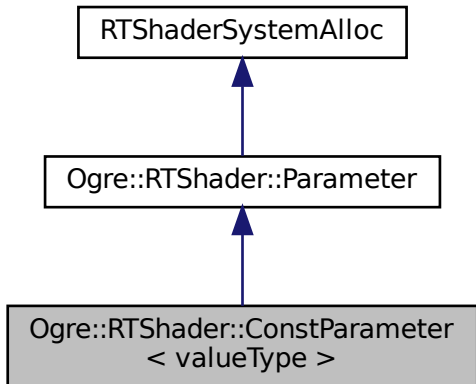 RTShaderSystemAlloc
Ogre::RTShader::Parameter
Ogre::RTShader::ConstParameter
< valueType >